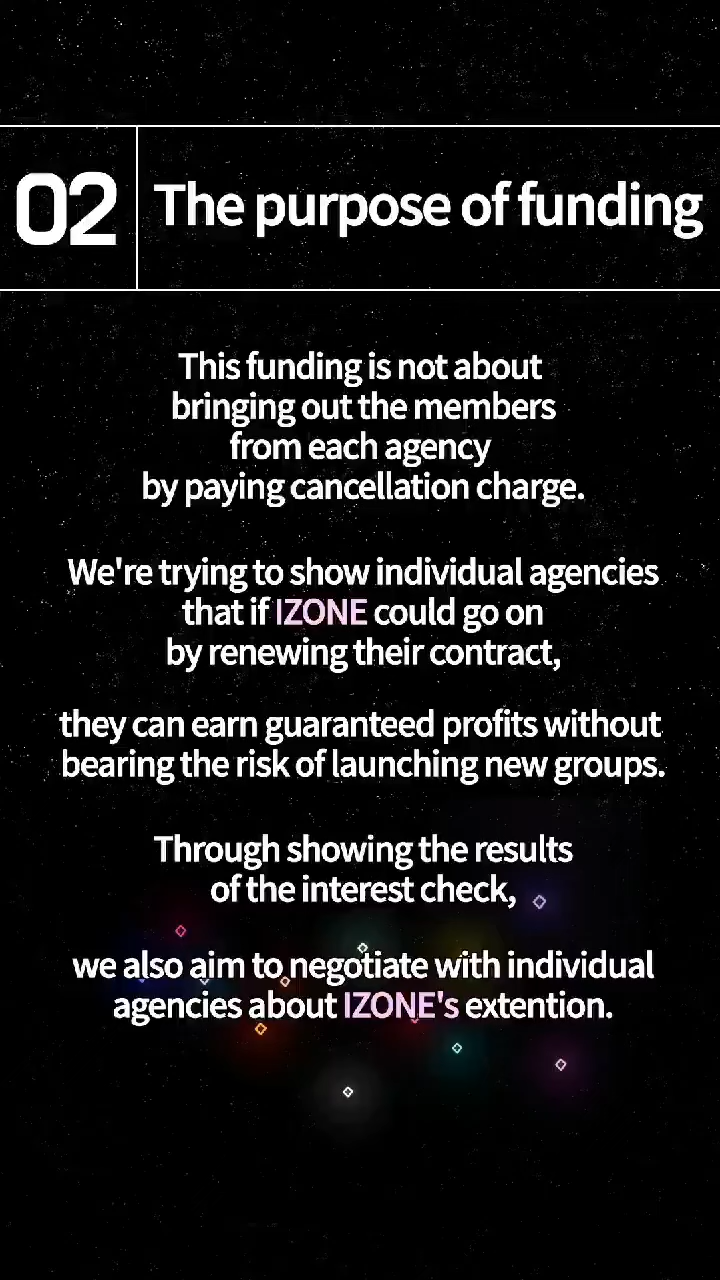 02
The purpose of funding
This funding is not about
bringing out the members
from each agency
by paying cancellation charge.
We're trying to show individual agencies
that if IZONE could go on
by renewing their contract,
they can earn guaranteed profits without
bearing the risk of launching new groups.
Through showing the results
of the interest check,
we also aim to negotiate with individual
agencies about IZONE's extention.